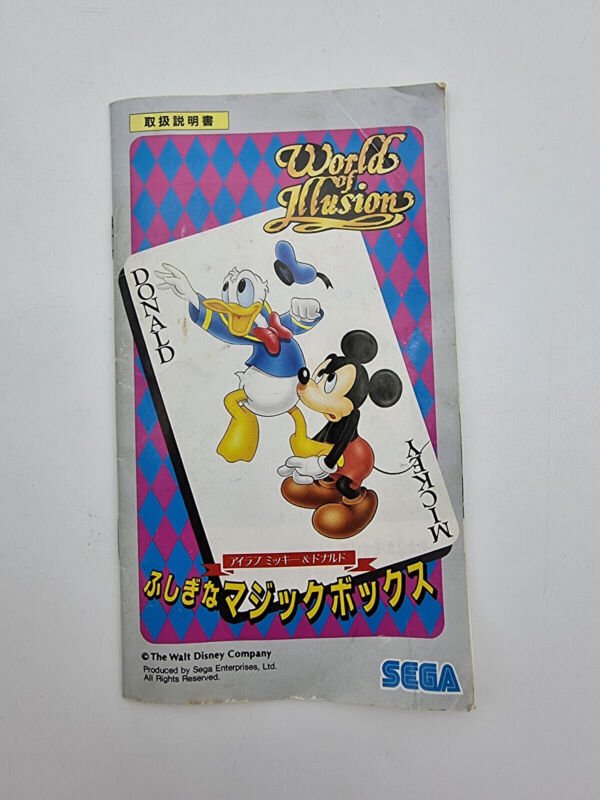 取扱説明書
World
of
Illusion
DONALD
MICKEY
アイラブ ミッキー&ドナルド
ふしぎなマジックボックス
©The Walt Disney Company
Produced by Sega Enterprises, Ltd.
All Rights Reserved.
SEGA